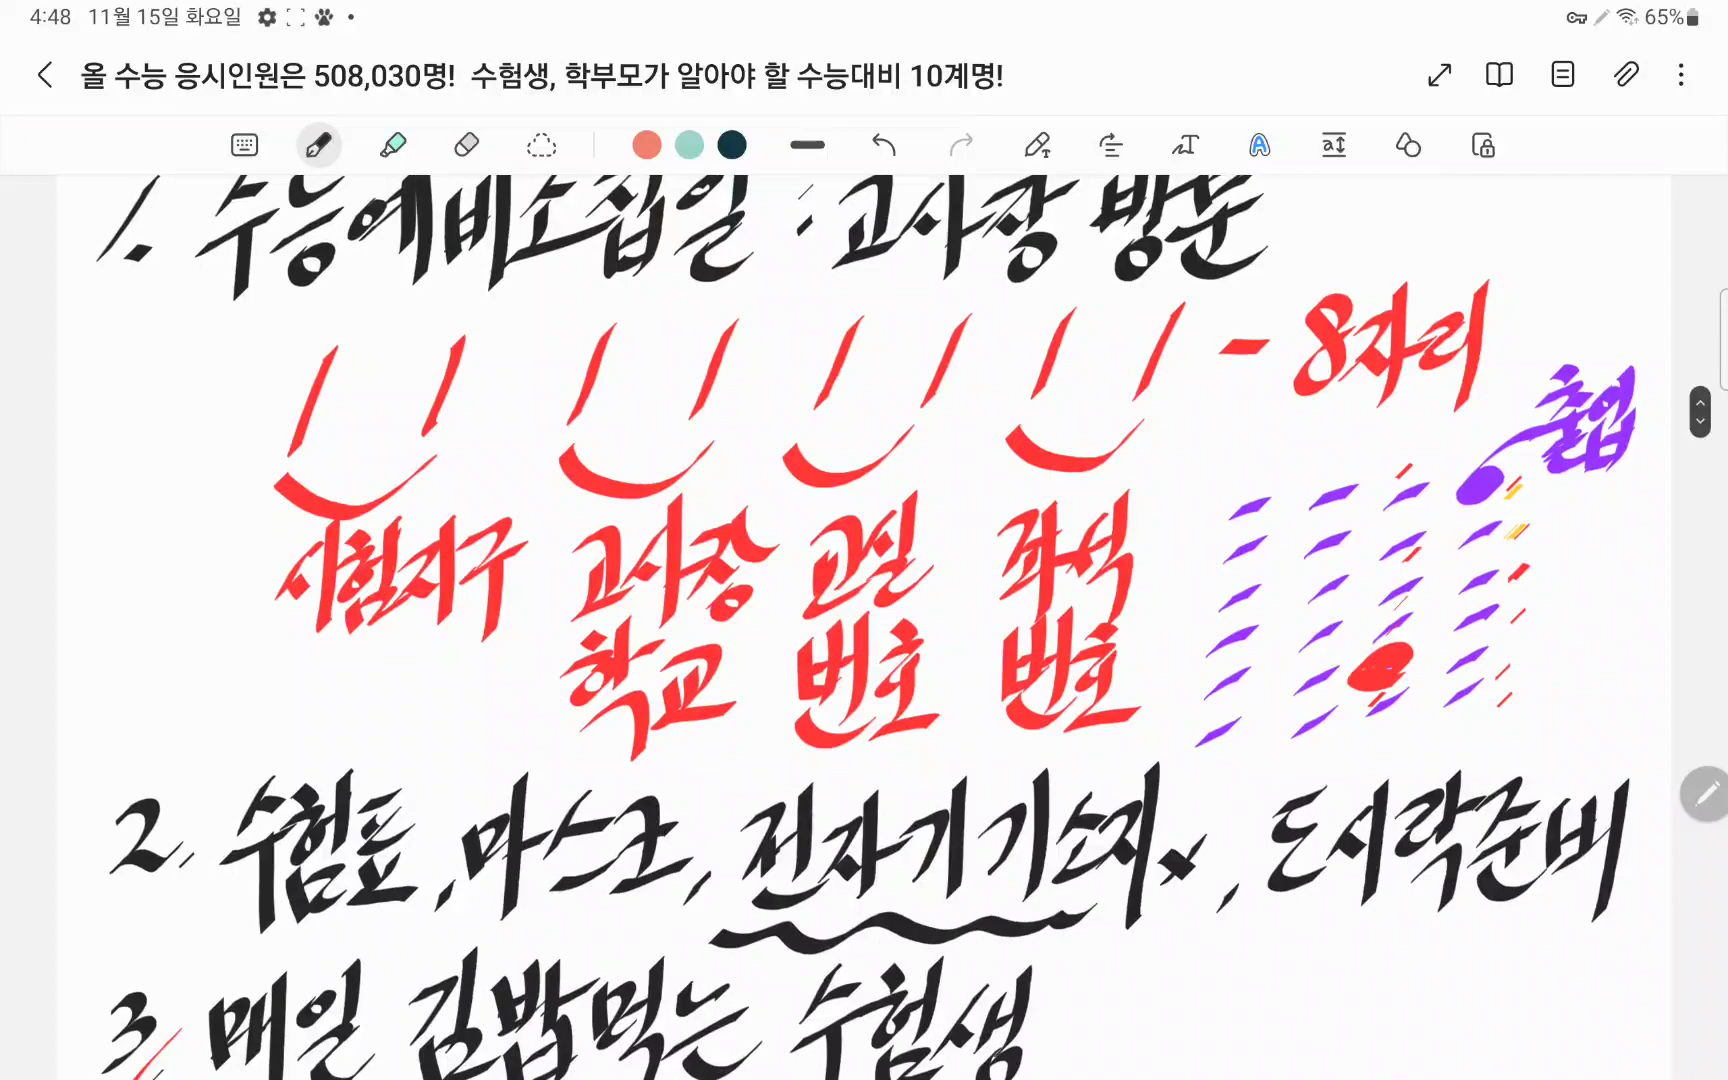 4:48 11월 15일 화요일 65%
올 수능 응시인원은 508,030명! 수험생, 학부모가 알아야 할 수능대비 10계명!
1. 수능예비소집일 : 고사장 방문
- 8자리
출입
시험지구 고사장 교실 좌석
학교 번호 번호
2. 수험표, 마스크, 전자기기소지x, 도시락준비
3. 매일 김밥먹는 수험생